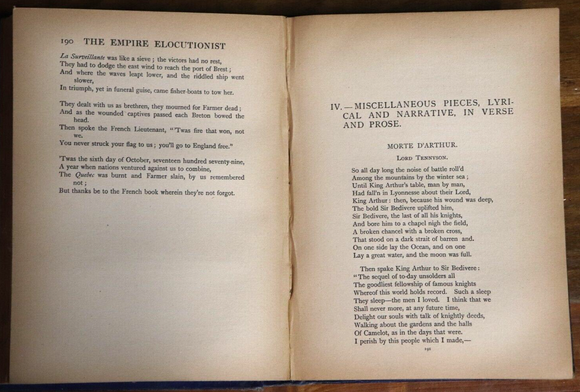 190 THE EMPIRE ELOCUTIONIST
La Surveillante was like a sieve; the victors had no rest,
They had to dodge the east wind to reach the port of Brest;
And where the waves leapt lower, and the riddled ship went
slower,
In triumph, yet in funeral guise, came fisher-boats to tow her.
They dealt with us as brethren, they mourned for Farmer dead;
And as the wounded captives passed each Breton bowed the
head.
Then spoke the French Lieutenant, "'Twas fire that won, not
we.
You never struck your flag to us; you'll go to England free."
'Twas the sixth day of October, seventeen hundred seventy-nine,
A year when nations ventured against us to combine,
The Quebec was burnt and Farmer slain, by us remembered
not;
But thanks be to the French book wherein they're not forgot.
IV.—MISCELLANEOUS PIECES, LYRI-
CAL AND NARRATIVE, IN VERSE
AND PROSE.
MORTE D'ARTHUR.
LORD TENNYSON.
So all day long the noise of battle roll'd
Among the mountains by the winter sea;
Until King Arthur's table, man by man,
Had fall'n in Lyonnesse about their Lord,
King Arthur: then, because his wound was deep,
The bold Sir Bedivere uplifted him,
Sir Bedivere, the last of all his knights,
And bore him to a chapel nigh the field,
A broken chancel with a broken cross,
That stood on a dark strait of barren land.
On one side lay the Ocean, and on one
Lay a great water, and the moon was full.
Then spake King Arthur to Sir Bedivere:
"The sequel of to-day unsolders all
The goodliest fellowship of famous knights
Whereof this world holds record. Such a sleep
They sleep—the men I loved. I think that we
Shall never more, at any future time,
Delight our souls with talk of knightly deeds,
Walking about the gardens and the halls
Of Camelot, as in the days that were.
I perish by this people which I made,—
191